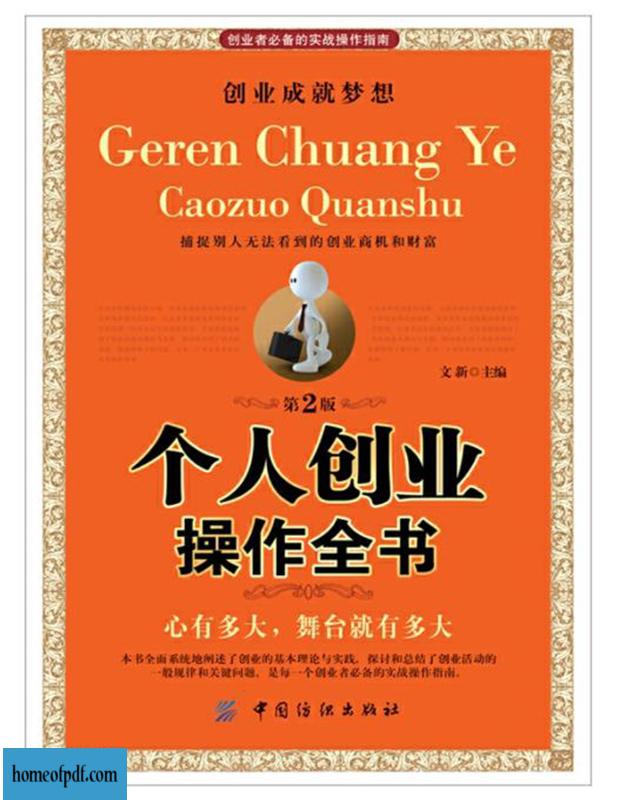 创业者必备的实战操作指南
创业成就梦想
Geren Chuang Ye
Caozuo Quanshu
捕捉别人无法看到的创业商机和财富
文新◎主编
第2版
个人创业
操作全书
心有多大，舞台就有多大
本书全面系统地阐述了创业的基本理论与实践，探讨和总结了创业活动的
一般规律和关键问题，是每一个创业者必备的实战操作指南。
中国纺织出版社
homeofpdf.com